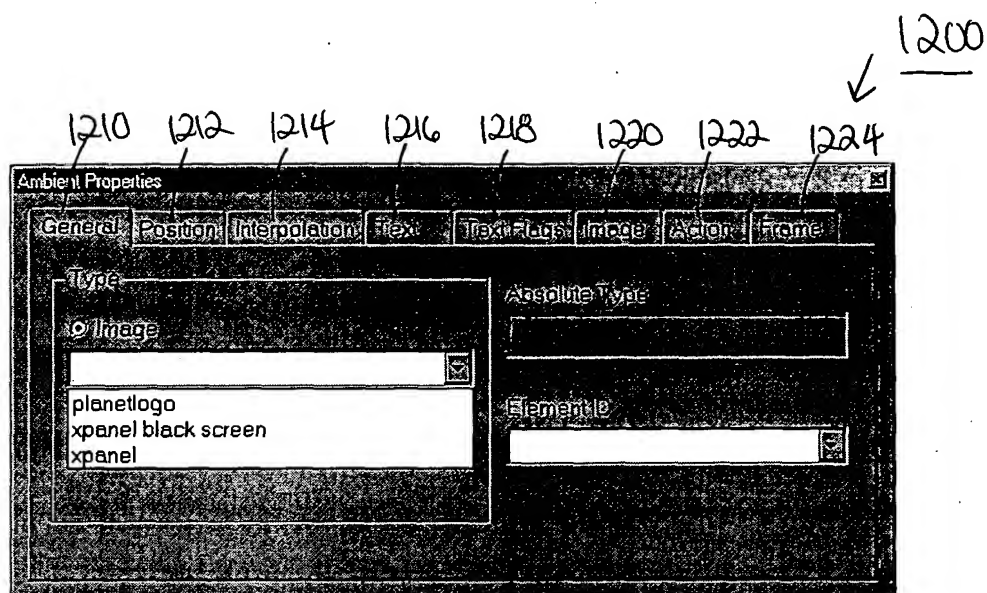 1200
1210 1212 1214 1216 1218 1220 1222 1224
Ambient Properties
General Position Interpolation Text Text Flags Image Action Frame
Type
Absolute Type
Image
planetlogo
Element ID
xpanel black screen
xpanel